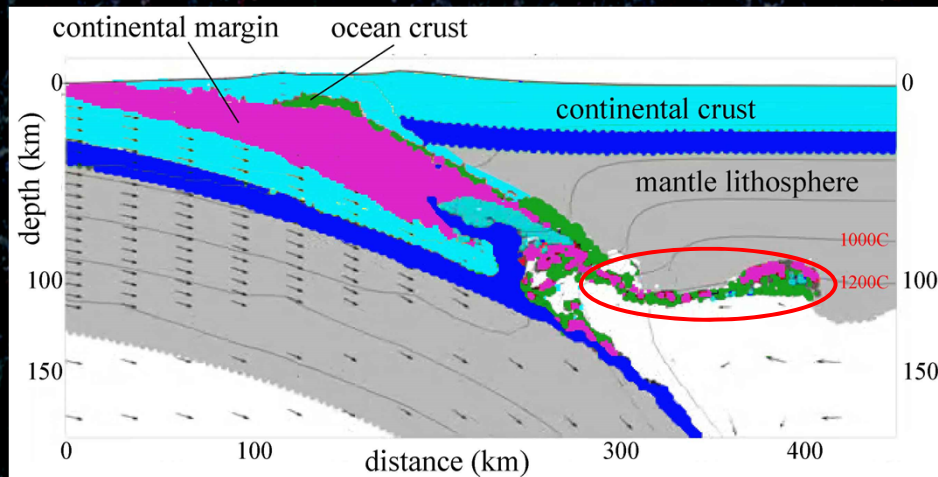 continental margin
ocean crust
0
0
continental crust
mantle lithosphere
depth (km)
1000C
100
1200C
100
150
150
0
100
300
400
distance (km)